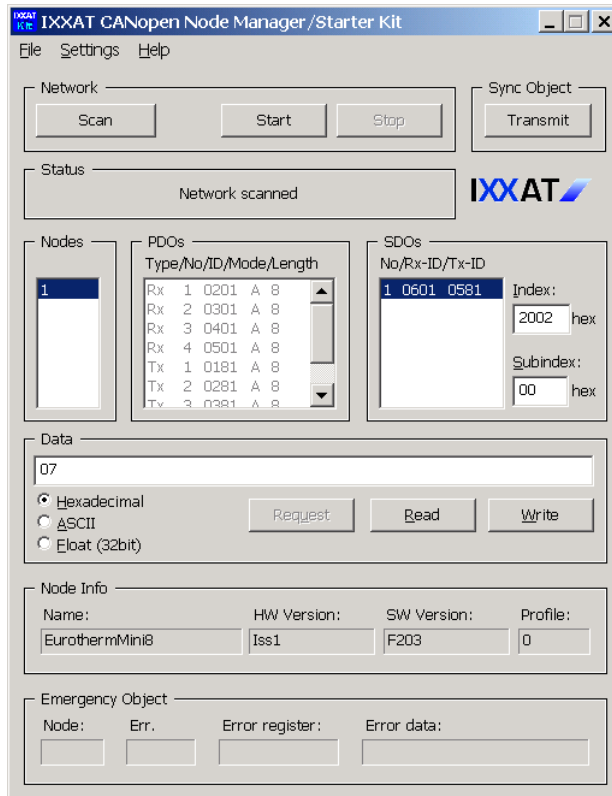 IXXAT CANopen Node Manager/Starter Kit
File Settings Help
Network
Scan Start Stop
Sync Object
Transmit
Status
Network scanned
IXXAT
Nodes
1
PDOs
Type/No/ID/Mode/Length
Rx 1 0201 A 8
Rx 2 0301 A 8
Rx 3 0401 A 8
Rx 4 0501 A 8
Tx 1 0181 A 8
Tx 2 0281 A 8
Tx 3 0381 A 8
SDOs
No/Rx-ID/Tx-ID
1 0601 0581
Index:
2002 hex
Subindex:
00 hex
Data
07
Hexadecimal
ASCII
Float (32bit)
Request Read Write
Node Info
Name: HW Version: SW Version: Profile:
EurothermMini8 Iss1 F203 0
Emergency Object
Node: Err. Error register: Error data: